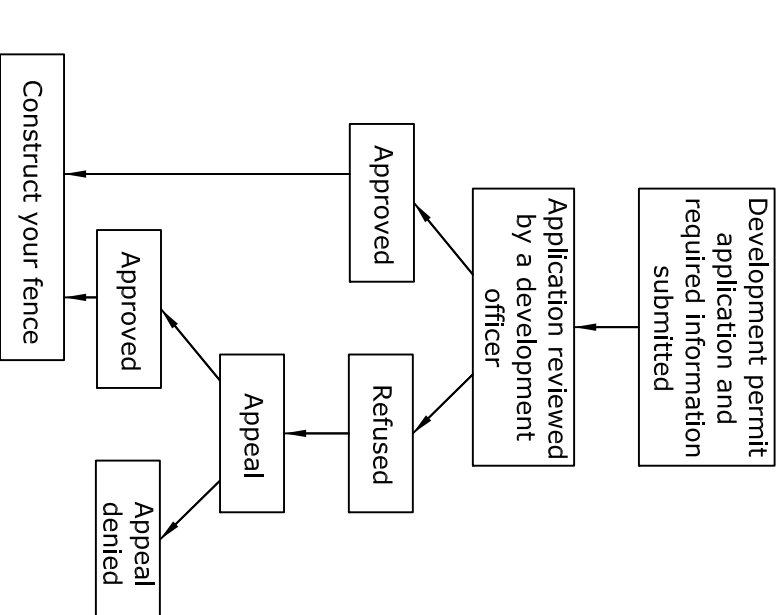 Development permit
application and
required information
submitted
Application reviewed
by a development
officer
Approved
Refused
Appeal
Approved
Appeal
denied
Construct your fence